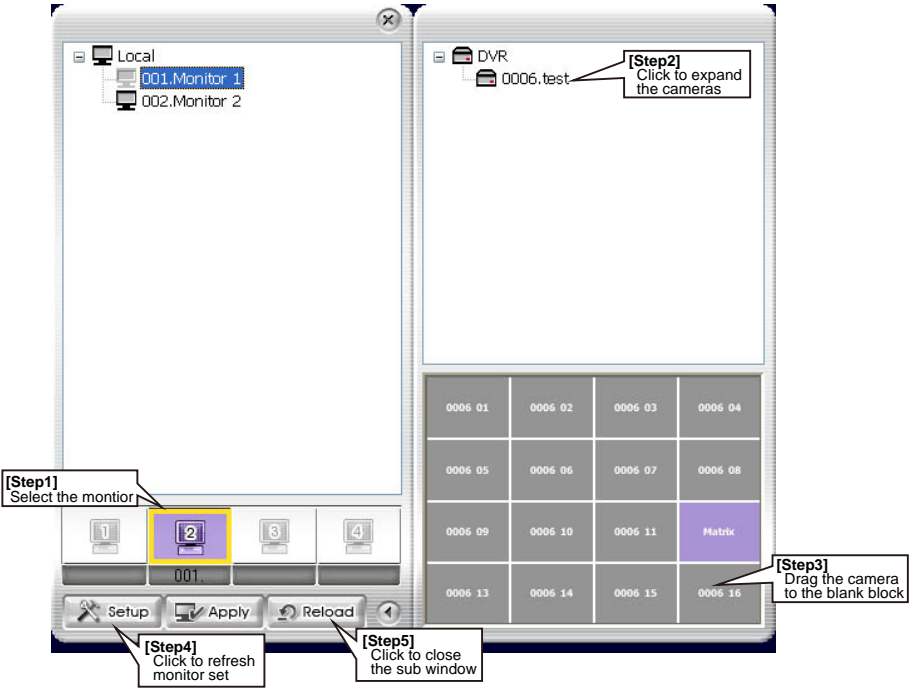 Local
001.Monitor 1
002.Monitor 2
DVR
0006.test
[Step2]
Click to expand
the cameras
0006 01 0006 02 0006 03 0006 04
0006 05 0006 06 0006 07 0006 08
0006 09 0006 10 0006 11 Matrix
0006 13 0006 14 0006 15 0006 16
[Step1]
Select the montior
1 2 3 4
001.
Setup Apply Reload
[Step3]
Drag the camera
to the blank block
[Step4]
Click to refresh
monitor set
[Step5]
Click to close
the sub window